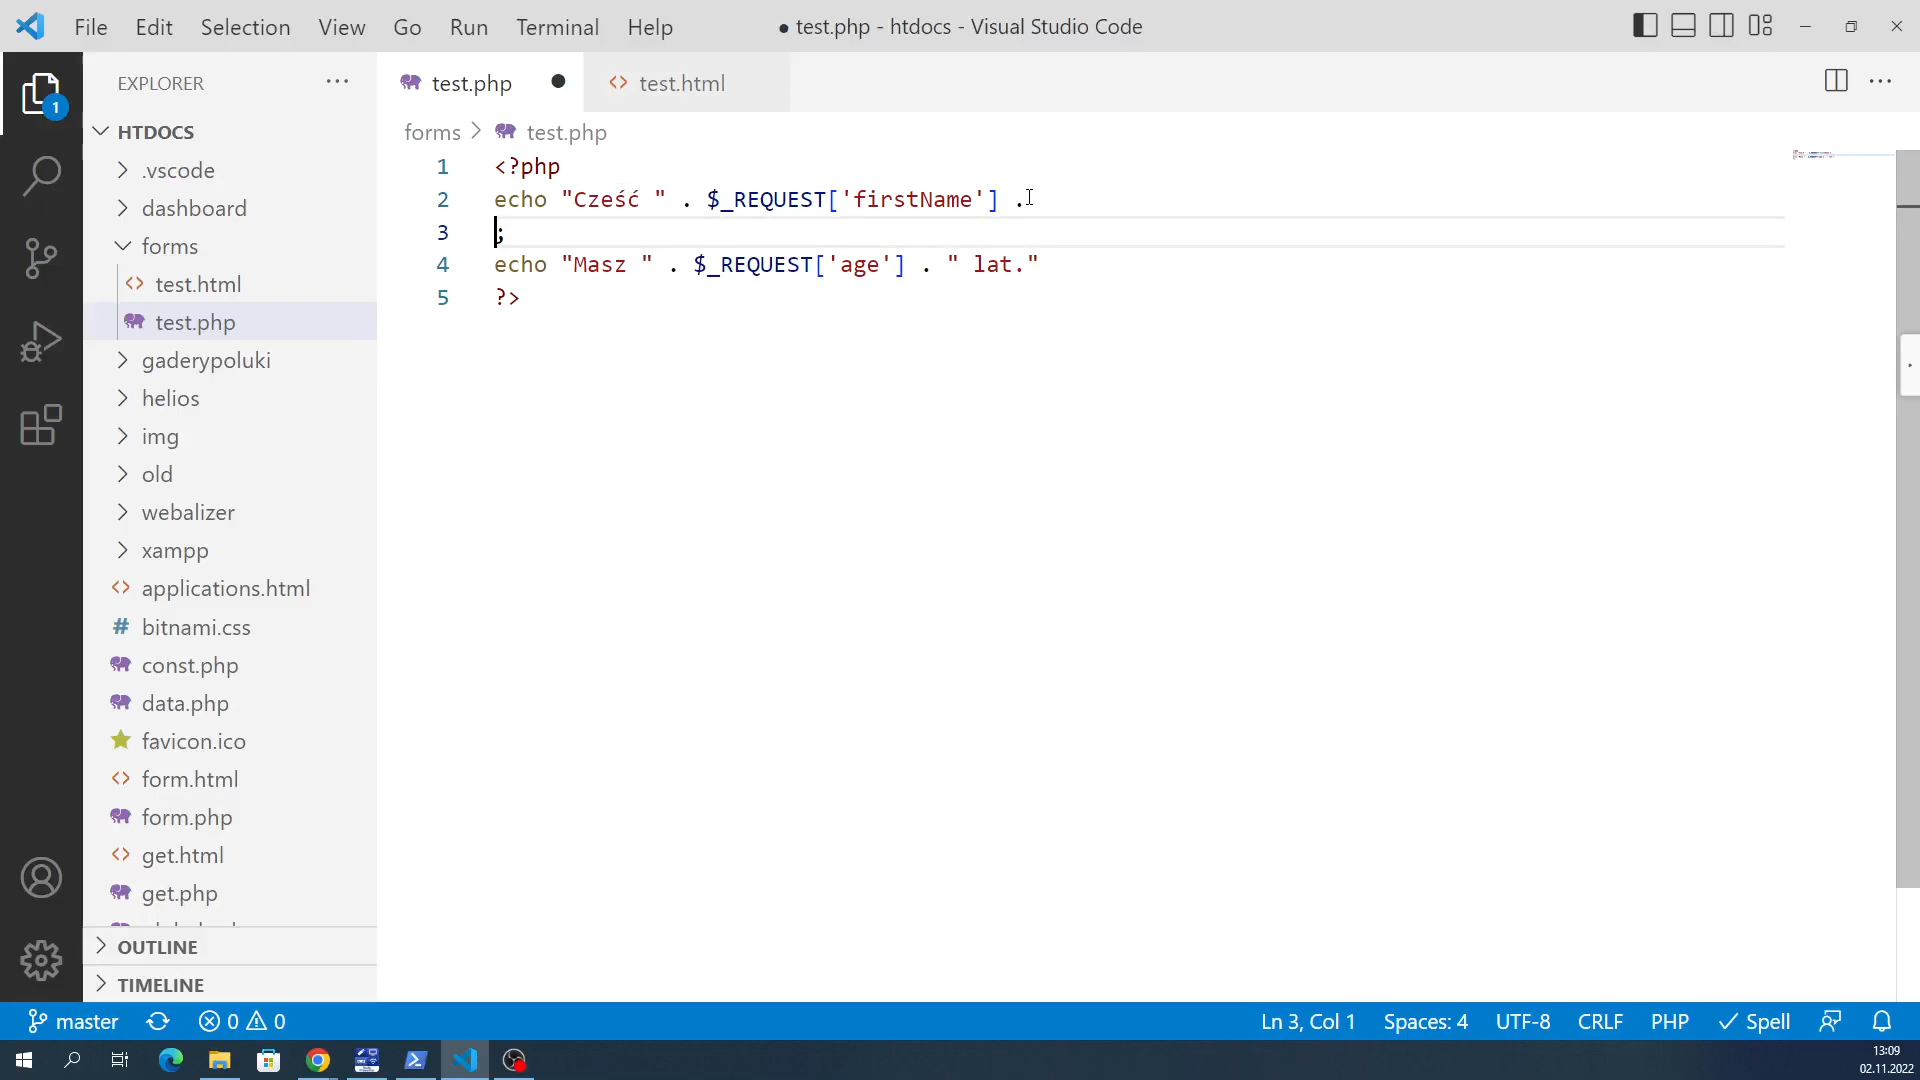 File Edit Selection View Go Run Terminal Help
● test.php - htdocs - Visual Studio Code
EXPLORER
test.php
test.html
1
HTDOCS
forms > test.php
.vscode
dashboard
forms
test.html
test.php
gaderypoluki
helios
img
old
webalizer
xampp
applications.html
bitnami.css
const.php
data.php
favicon.ico
form.html
form.php
get.html
get.php
OUTLINE
TIMELINE
1 <?php
2 echo "Cześć " . $_REQUEST['firstName'] .
3 ;
4 echo "Masz " . $_REQUEST['age'] . " lat."
5 ?>
master 0 0
Ln 3, Col 1 Spaces: 4 UTF-8 CRLF PHP Spell
13:09
02.11.2022